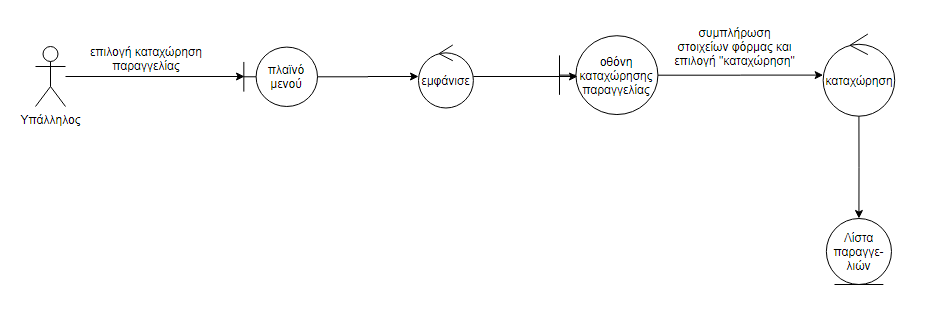 επιλογή καταχώρηση
παραγγελίας
Υπάλληλος
πλαϊνό
μενού
εμφάνισε
οθόνη
καταχώρησης
παραγγελίας
συμπλήρωση
στοιχείων φόρμας και
επιλογή "καταχώρηση"
καταχώρηση
Λίστα
παραγγε-
λιών